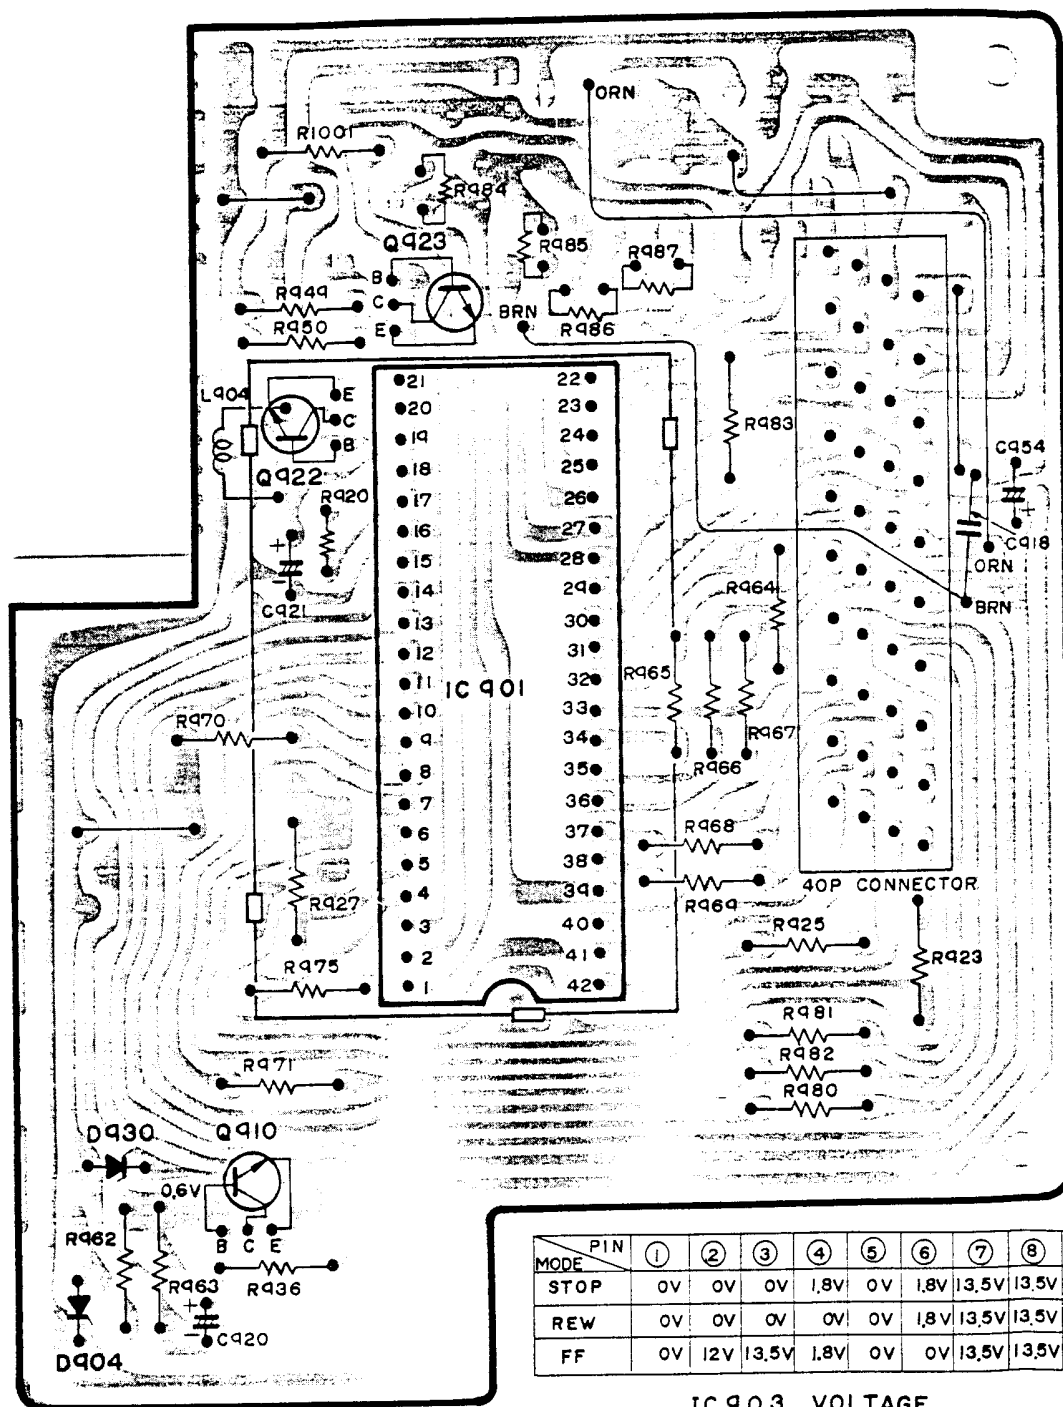 ORN
R1001
R984
Q923
R985
R987
B
C
E
R949
R950
BRN
R986
L904
E
C
B
Q922
R920
C921
21 22
20 23
19 24
18 25
17 26
16 27
15 28
14 29
13 30
12 31
11 32
10 33
9 34
8 35
7 36
6 37
5 38
4 39
3 40
2 41
1 42
IC901
R983
C954
+
C918
ORN
BRN
R964
R965
R966
R967
R970
R968
R969
40P CONNECTOR
R927
R925
R923
R975
R981
R982
R980
R971
D930
Q910
0.6V
B C E
R962
R963
R936
+
-
C920
D904
+
-
PIN
MODE ① ② ③ ④ ⑤ ⑥ ⑦ ⑧
STOP 0V 0V 0V 1.8V 0V 1.8V 13.5V 13.5V
REW 0V 0V 0V 0V 0V 1.8V 13.5V 13.5V
FF 0V 12V 13.5V 1.8V 0V 0V 13.5V 13.5V
IC903 VOLTAGE